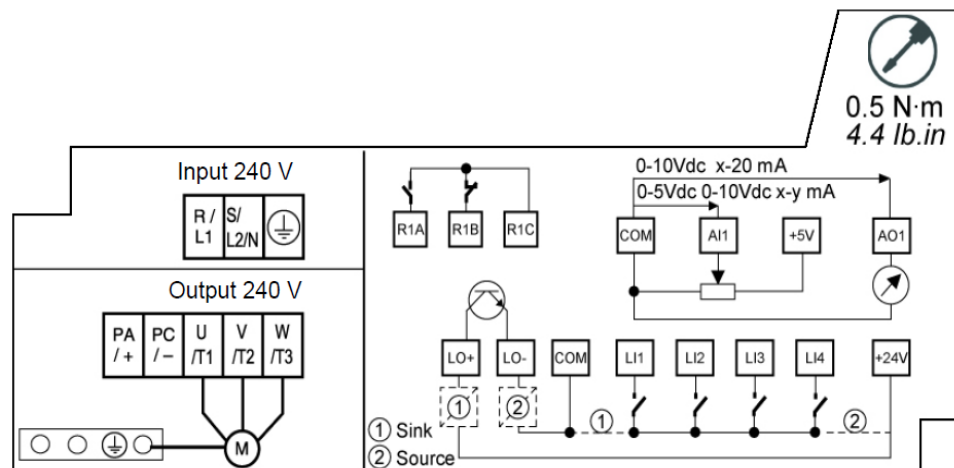 0.5 N·m
4.4 lb.in
Input 240 V
R / L1
S/ L2/N
Output 240 V
PA / +
PC / –
U /T1
V /T2
W /T3
M
0-10Vdc x-20 mA
0-5Vdc 0-10Vdc x-y mA
R1A R1B R1C
COM AI1 +5V AO1
LO+ LO- COM LI1 LI2 LI3 LI4 +24V
① ②
① ②
① Sink
② Source